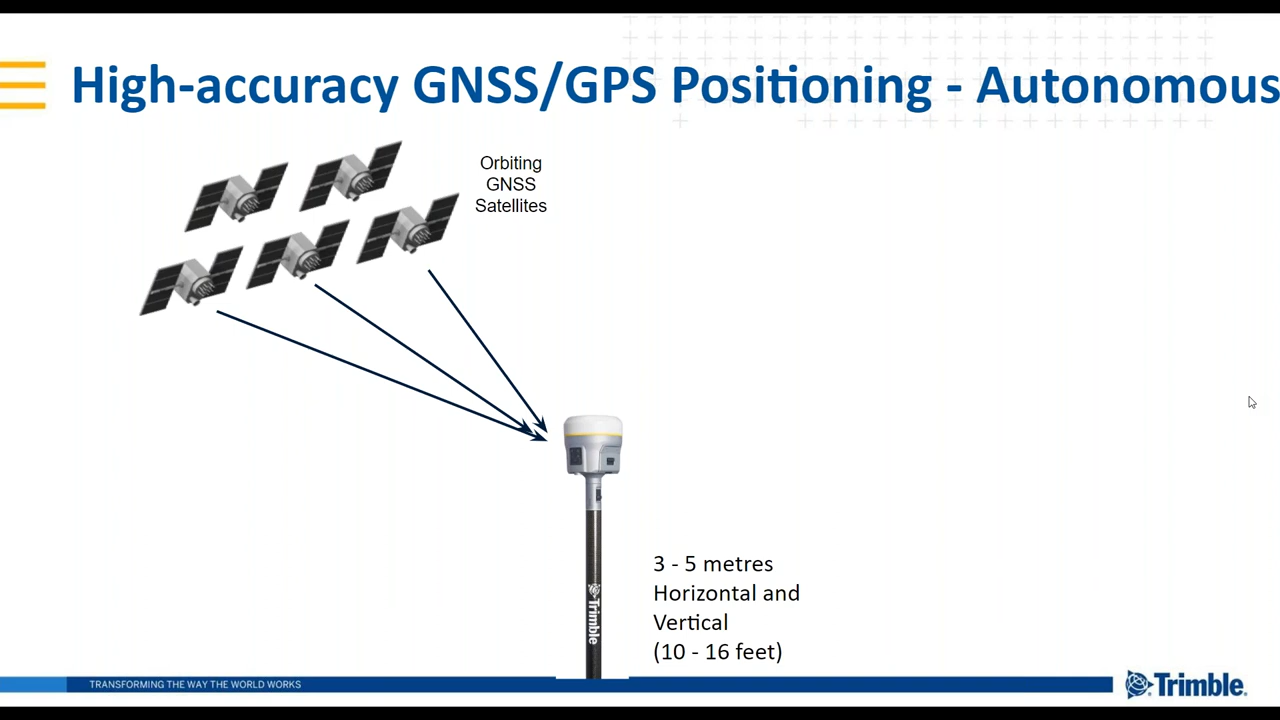 High-accuracy GNSS/GPS Positioning - Autonomous
Orbiting
GNSS
Satellites
3 - 5 metres
Horizontal and
Vertical
(10 - 16 feet)
Trimble
TRANSFORMING THE WAY THE WORLD WORKS
Trimble.